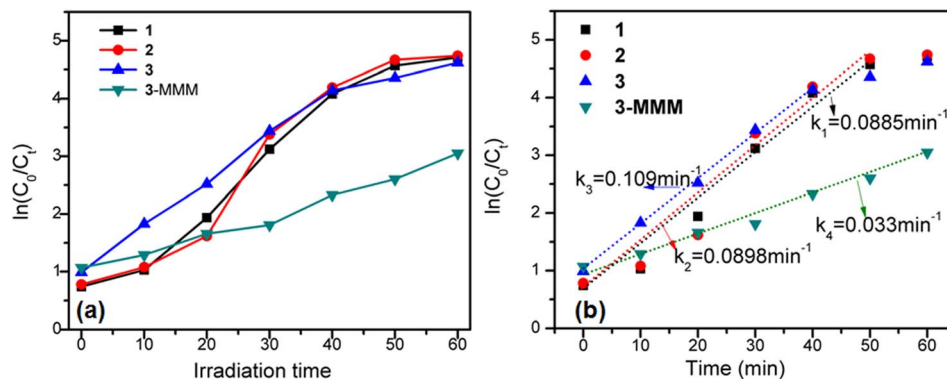 ln(C₀/Cₜ)
5
4
3
2
1
0
1
2
3
3-MMM
(a)
0 10 20 30 40 50 60
Irradiation time
ln(C₀/Cₜ)
5
4
3
2
1
0
1
2
3
3-MMM
k₁=0.0885min⁻¹
k₃=0.109min⁻¹
k₄=0.033min⁻¹
k₂=0.0898min⁻¹
(b)
0 10 20 30 40 50 60
Time (min)